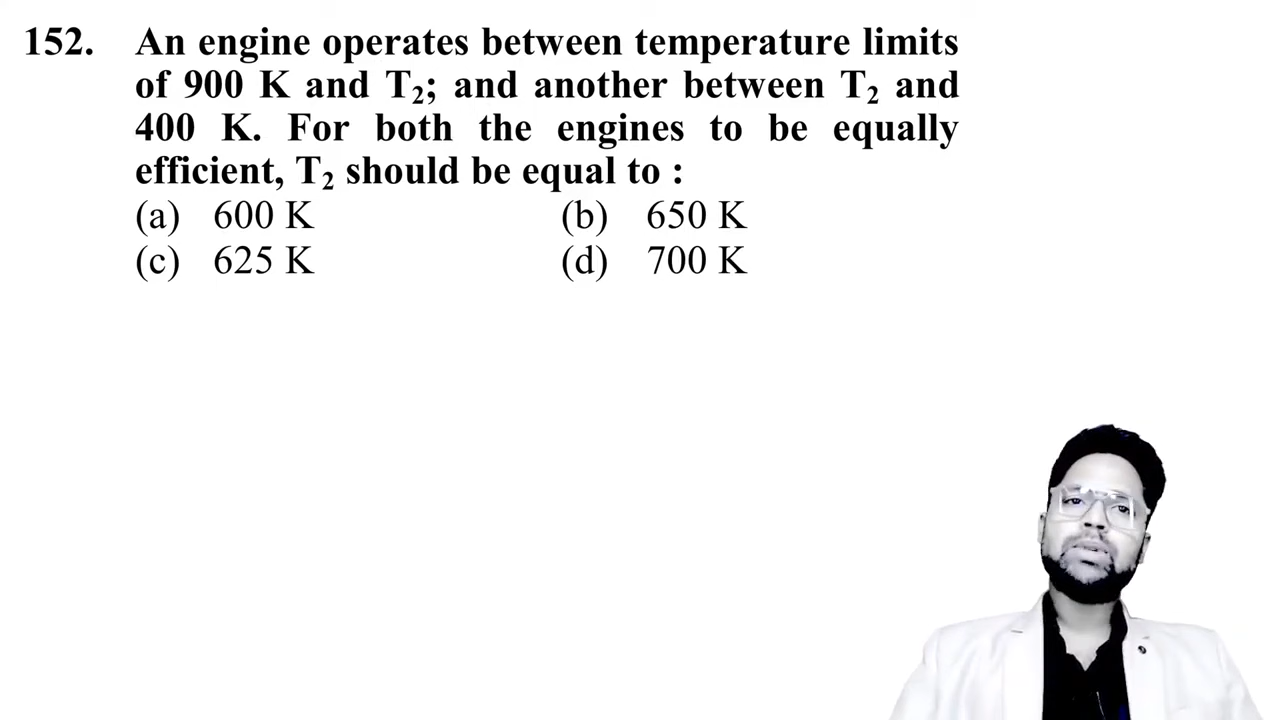 152. An engine operates between temperature limits
of 900 K and T₂; and another between T₂ and
400 K. For both the engines to be equally
efficient, T₂ should be equal to :
(a) 600 K (b) 650 K
(c) 625 K (d) 700 K